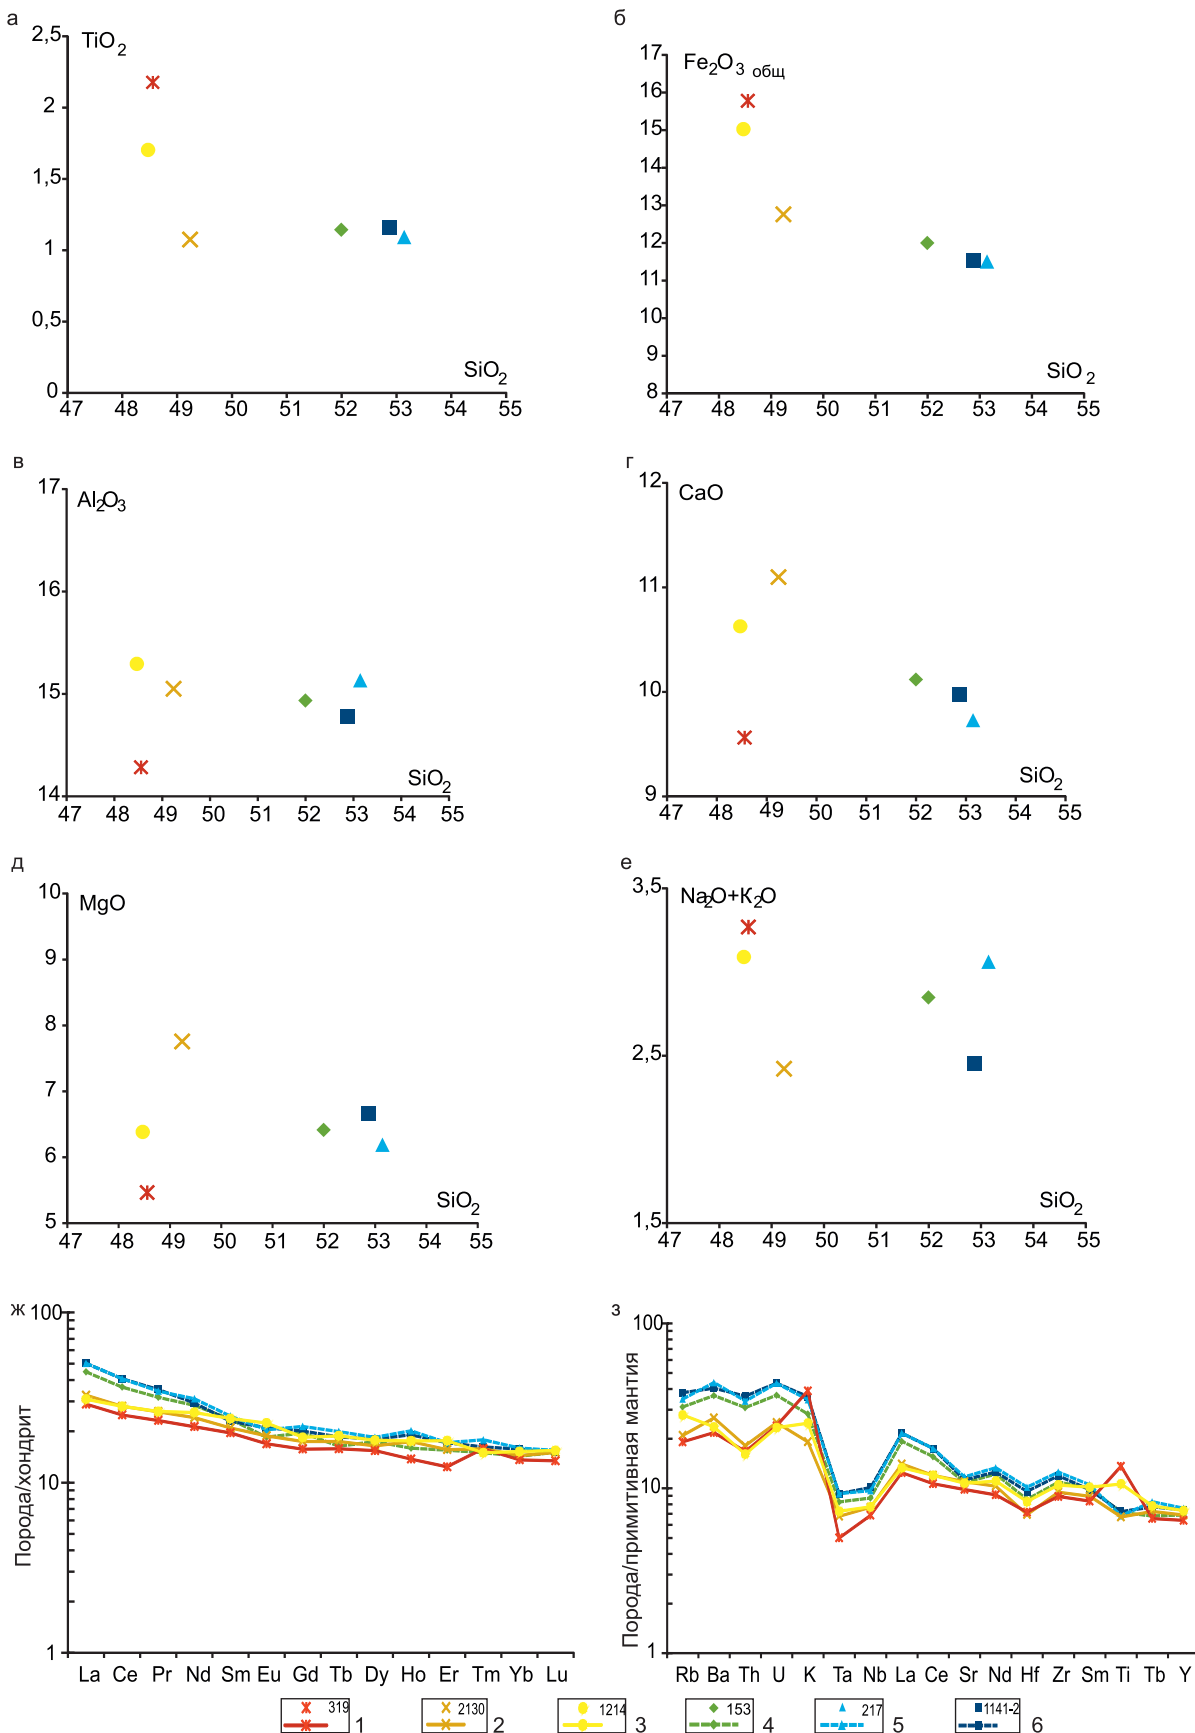 а
TiO2
2,5
2
1,5
1
0,5
0
SiO2
47 48 49 50 51 52 53 54 55
б
Fe2O3 общ
17
16
15
14
13
12
11
10
9
8
SiO2
47 48 49 50 51 52 53 54 55
в
Al2O3
17
16
15
14
SiO2
47 48 49 50 51 52 53 54 55
г
CaO
12
11
10
9
SiO2
47 48 49 50 51 52 53 54 55
д
MgO
10
9
8
7
6
5
SiO2
47 48 49 50 51 52 53 54 55
е
Na2O+K2O
3,5
2,5
1,5
SiO2
47 48 49 50 51 52 53 54 55
ж
Порода/хондрит
100
10
1
La Ce Pr Nd Sm Eu Gd Tb Dy Ho Er Tm Yb Lu
з
Порода/примитивная мантия
100
10
1
Rb Ba Th U K Ta Nb La Ce Sr Nd Hf Zr Sm Ti Tb Y
319 1
2130 2
1214 3
153 4
217 5
1141-2 6